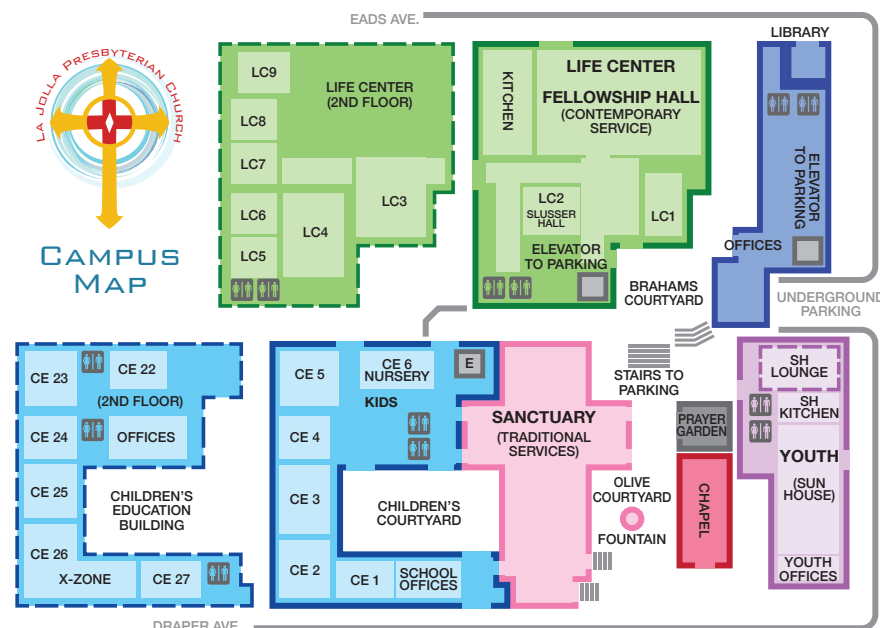 EADS AVE.
LA JOLLA PRESBYTERIAN CHURCH
CAMPUS
MAP
LC9
LC8
LC7
LC6
LC5
LIFE CENTER
(2ND FLOOR)
LC4
LC3
KITCHEN
LIFE CENTER
FELLOWSHIP HALL
(CONTEMPORARY
SERVICE)
LC2
SLUSSER
HALL
LC1
ELEVATOR
TO PARKING
LIBRARY
ELEVATOR
TO PARKING
OFFICES
BRAHAMS
COURTYARD
UNDERGROUND
PARKING
STAIRS TO
PARKING
CE 23
CE 22
(2ND FLOOR)
CE 24
OFFICES
CE 25
CHILDREN'S
EDUCATION
BUILDING
CE 26
X-ZONE
CE 27
CE 5
CE 6
NURSERY
E
KIDS
CE 4
CE 3
CHILDREN'S
COURTYARD
CE 2
CE 1
SCHOOL
OFFICES
SANCTUARY
(TRADITIONAL
SERVICES)
PRAYER
GARDEN
OLIVE
COURTYARD
FOUNTAIN
CHAPEL
SH
LOUNGE
SH
KITCHEN
YOUTH
(SUN
HOUSE)
YOUTH
OFFICES
DRAPER AVE.